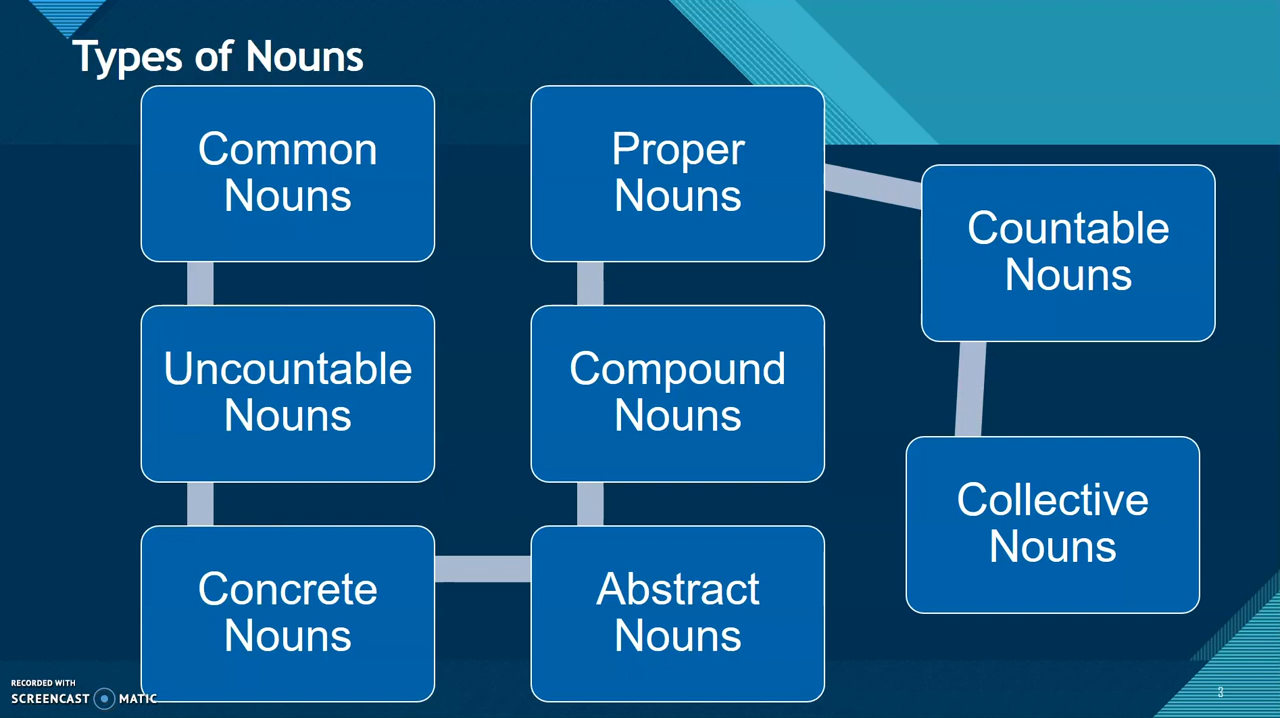 Types of Nouns
Common
Nouns
Uncountable
Nouns
Concrete
Nouns
Abstract
Nouns
Compound
Nouns
Proper
Nouns
Countable
Nouns
Collective
Nouns
RECORDED WITH
SCREENCAST MATIC
3